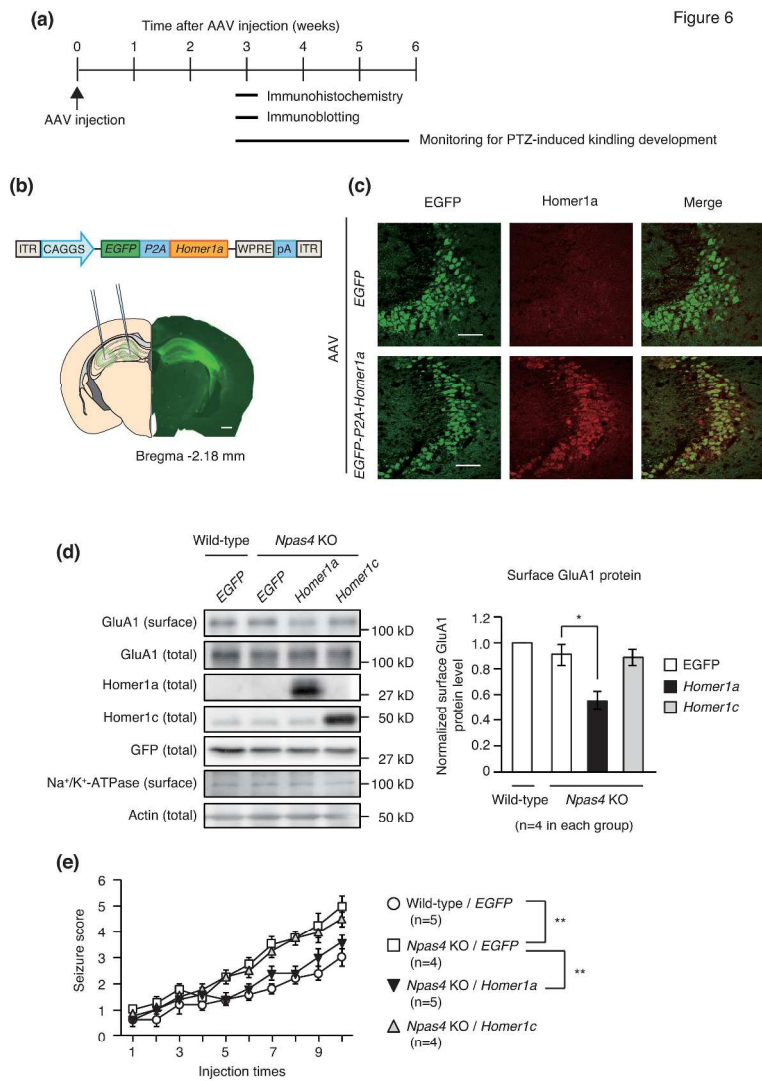 Figure 6
(a)
Time after AAV injection (weeks)
0 1 2 3 4 5 6
AAV injection
Immunohistochemistry
Immunoblotting
Monitoring for PTZ-induced kindling development
(b)
ITR CAGGS EGFP P2A Homer1a WPRE pA ITR
Bregma -2.18 mm
(c)
EGFP Homer1a Merge
AAV
EGFP
EGFP-P2A-Homer1a
(d)
Wild-type Npas4 KO
EGFP EGFP Homer1a Homer1c
GluA1 (surface) 100 kD
GluA1 (total) 100 kD
Homer1a (total) 27 kD
Homer1c (total) 50 kD
GFP (total) 27 kD
Na⁺/K⁺-ATPase (surface) 100 kD
Actin (total) 50 kD
Surface GluA1 protein
Normalized surface GluA1
protein level
1.2
1.0
0.8
0.6
0.4
0.2
0
*
EGFP
Homer1a
Homer1c
Wild-type Npas4 KO
(n=4 in each group)
(e)
Seizure score
6
5
4
3
2
1
0
1 3 5 7 9
Injection times
Wild-type / EGFP
(n=5)
Npas4 KO / EGFP
(n=4)
Npas4 KO / Homer1a
(n=5)
Npas4 KO / Homer1c
(n=4)
**
**